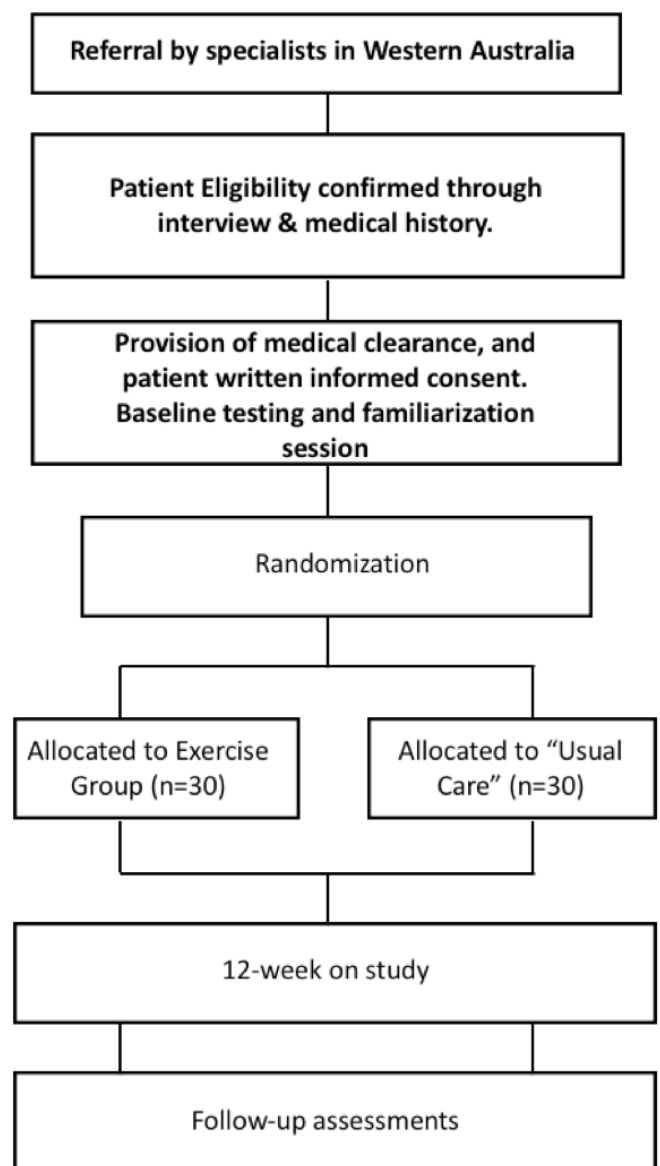 Referral by specialists in Western Australia
Patient Eligibility confirmed through
interview & medical history.
Provision of medical clearance, and
patient written informed consent.
Baseline testing and familiarization
session
Randomization
Allocated to Exercise
Group (n=30)
Allocated to “Usual
Care” (n=30)
12-week on study
Follow-up assessments